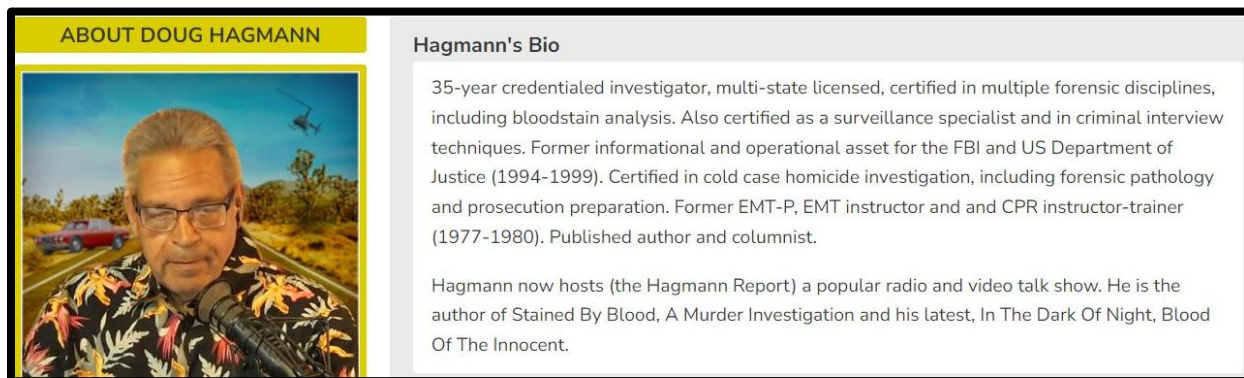 ABOUT DOUG HAGMANN
Hagmann's Bio
35-year credentialed investigator, multi-state licensed, certified in multiple forensic disciplines,
including bloodstain analysis. Also certified as a surveillance specialist and in criminal interview
techniques. Former informational and operational asset for the FBI and US Department of
Justice (1994-1999). Certified in cold case homicide investigation, including forensic pathology
and prosecution preparation. Former EMT-P, EMT instructor and and CPR instructor-trainer
(1977-1980). Published author and columnist.
Hagmann now hosts (the Hagmann Report) a popular radio and video talk show. He is the
author of Stained By Blood, A Murder Investigation and his latest, In The Dark Of Night, Blood
Of The Innocent.